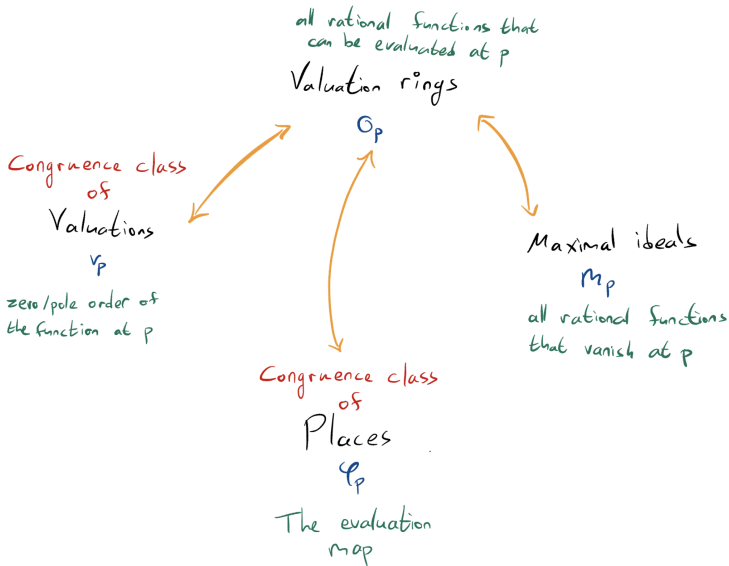 all rational functions that
can be evaluated at p
Valuation rings
O_p
Congruence class
of
Valuations
v_p
zero/pole order of
the function at p
Maximal ideals
m_p
all rational functions
that vanish at p
Congruence class
of
Places
φ_p
The evaluation
map